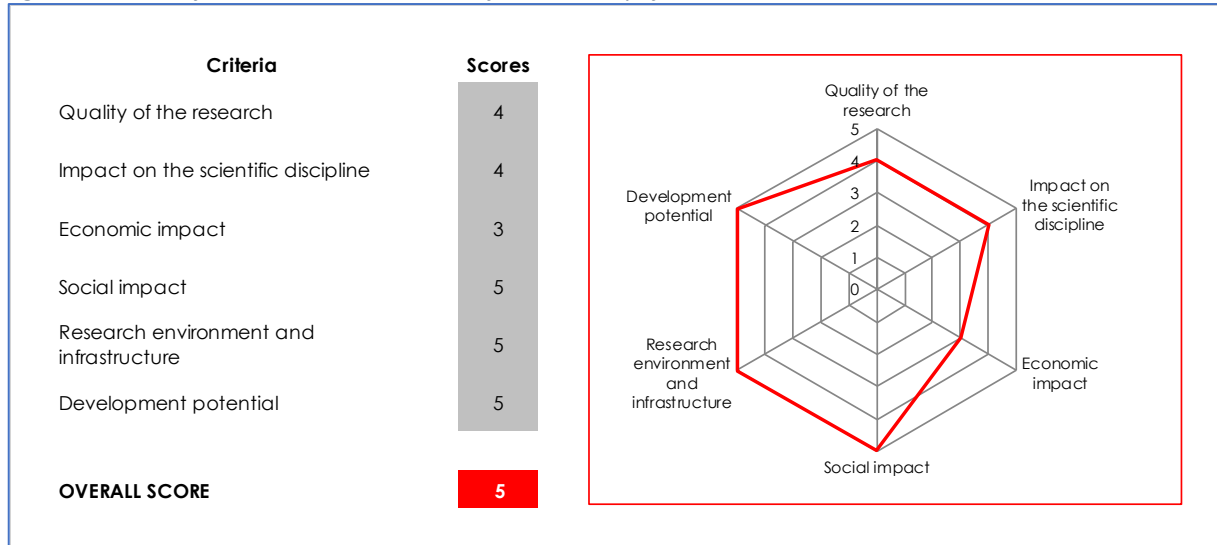 Criteria Scores
Quality of the research 4
Impact on the scientific discipline 4
Economic impact 3
Social impact 5
Research environment and
infrastructure 5
Development potential 5
OVERALL SCORE 5
Quality of the
research
5
4
3
2
1
0
Impact on
the scientific
discipline
Economic
impact
Social impact
Research
environment
and
infrastructure
Development
potential